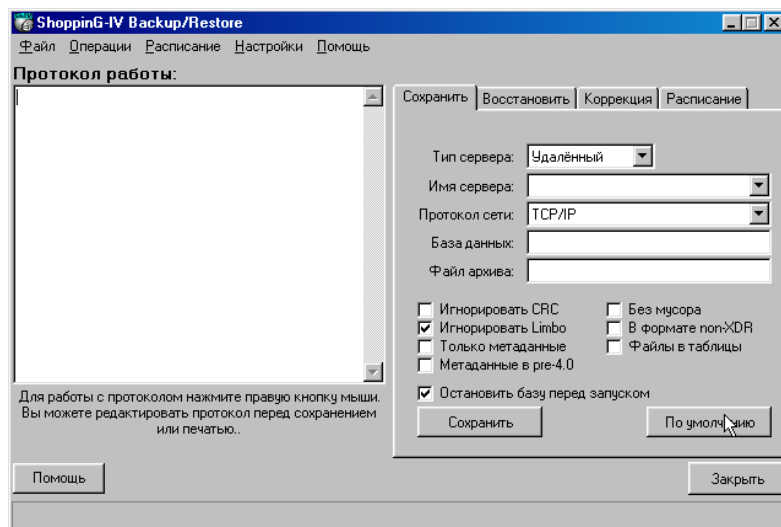 ShoppinG-IV Backup/Restore
Файл Операции Расписание Настройки Помощь
Протокол работы:
Сохранить Восстановить Коррекция Расписание
Тип сервера: Удалённый
Имя сервера:
Протокол сети: TCP/IP
База данных:
Файл архива:
Игнорировать CRC Без мусора
Игнорировать Limbo В формате non-XDR
Только метаданные Файлы в таблицы
Метаданные в pre-4.0
Остановить базу перед запуском
Для работы с протоколом нажмите правую кнопку мыши.
Вы можете редактировать протокол перед сохранением
или печатью..
Сохранить По умолчанию
Помощь Закрыть